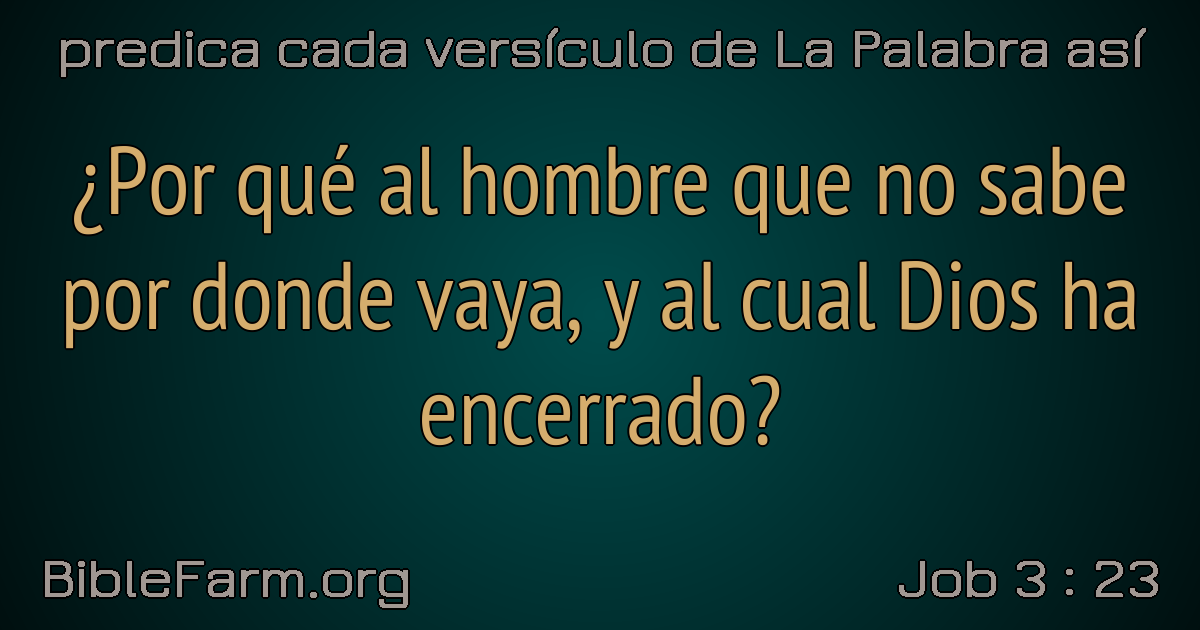 predica cada versículo de La Palabra así
¿Por qué al hombre que no sabe
por donde vaya, y al cual Dios ha
encerrado?
BibleFarm.org
Job 3 : 23